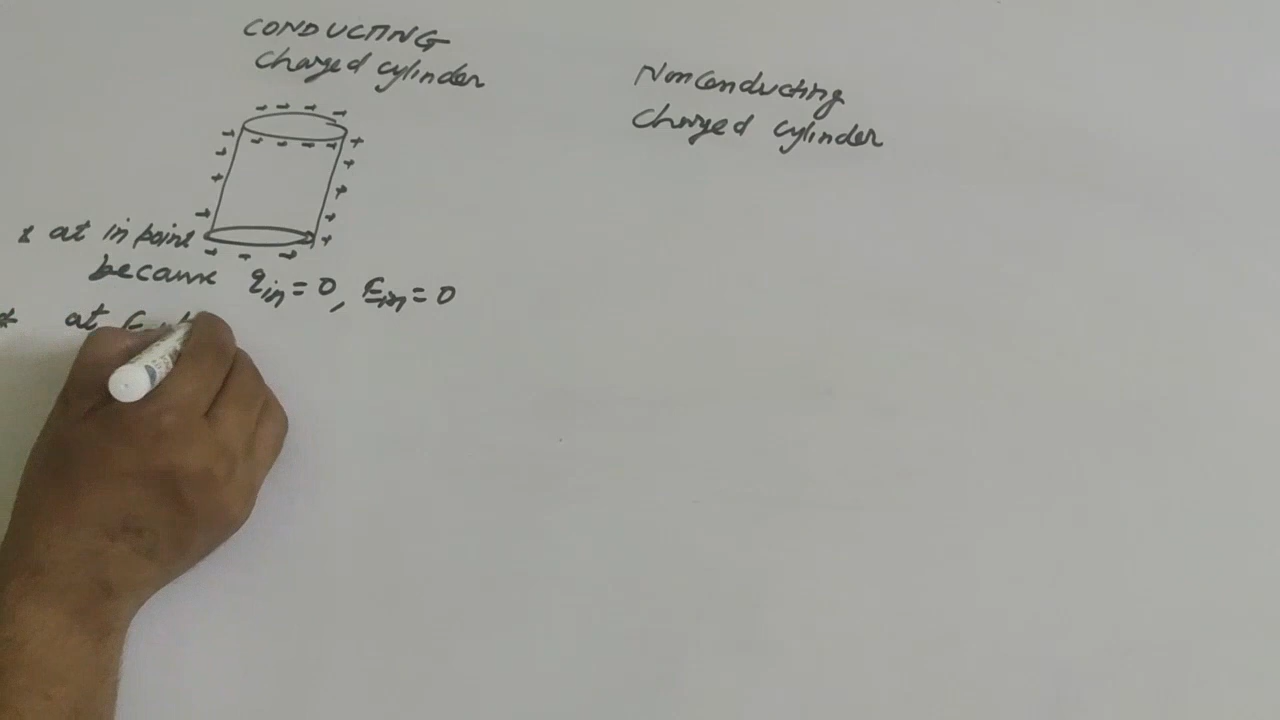 CONDUCTING
Charged cylinder
Nonconducting
Charged cylinder
* at in point
because q_in = 0, E_in = 0
* at